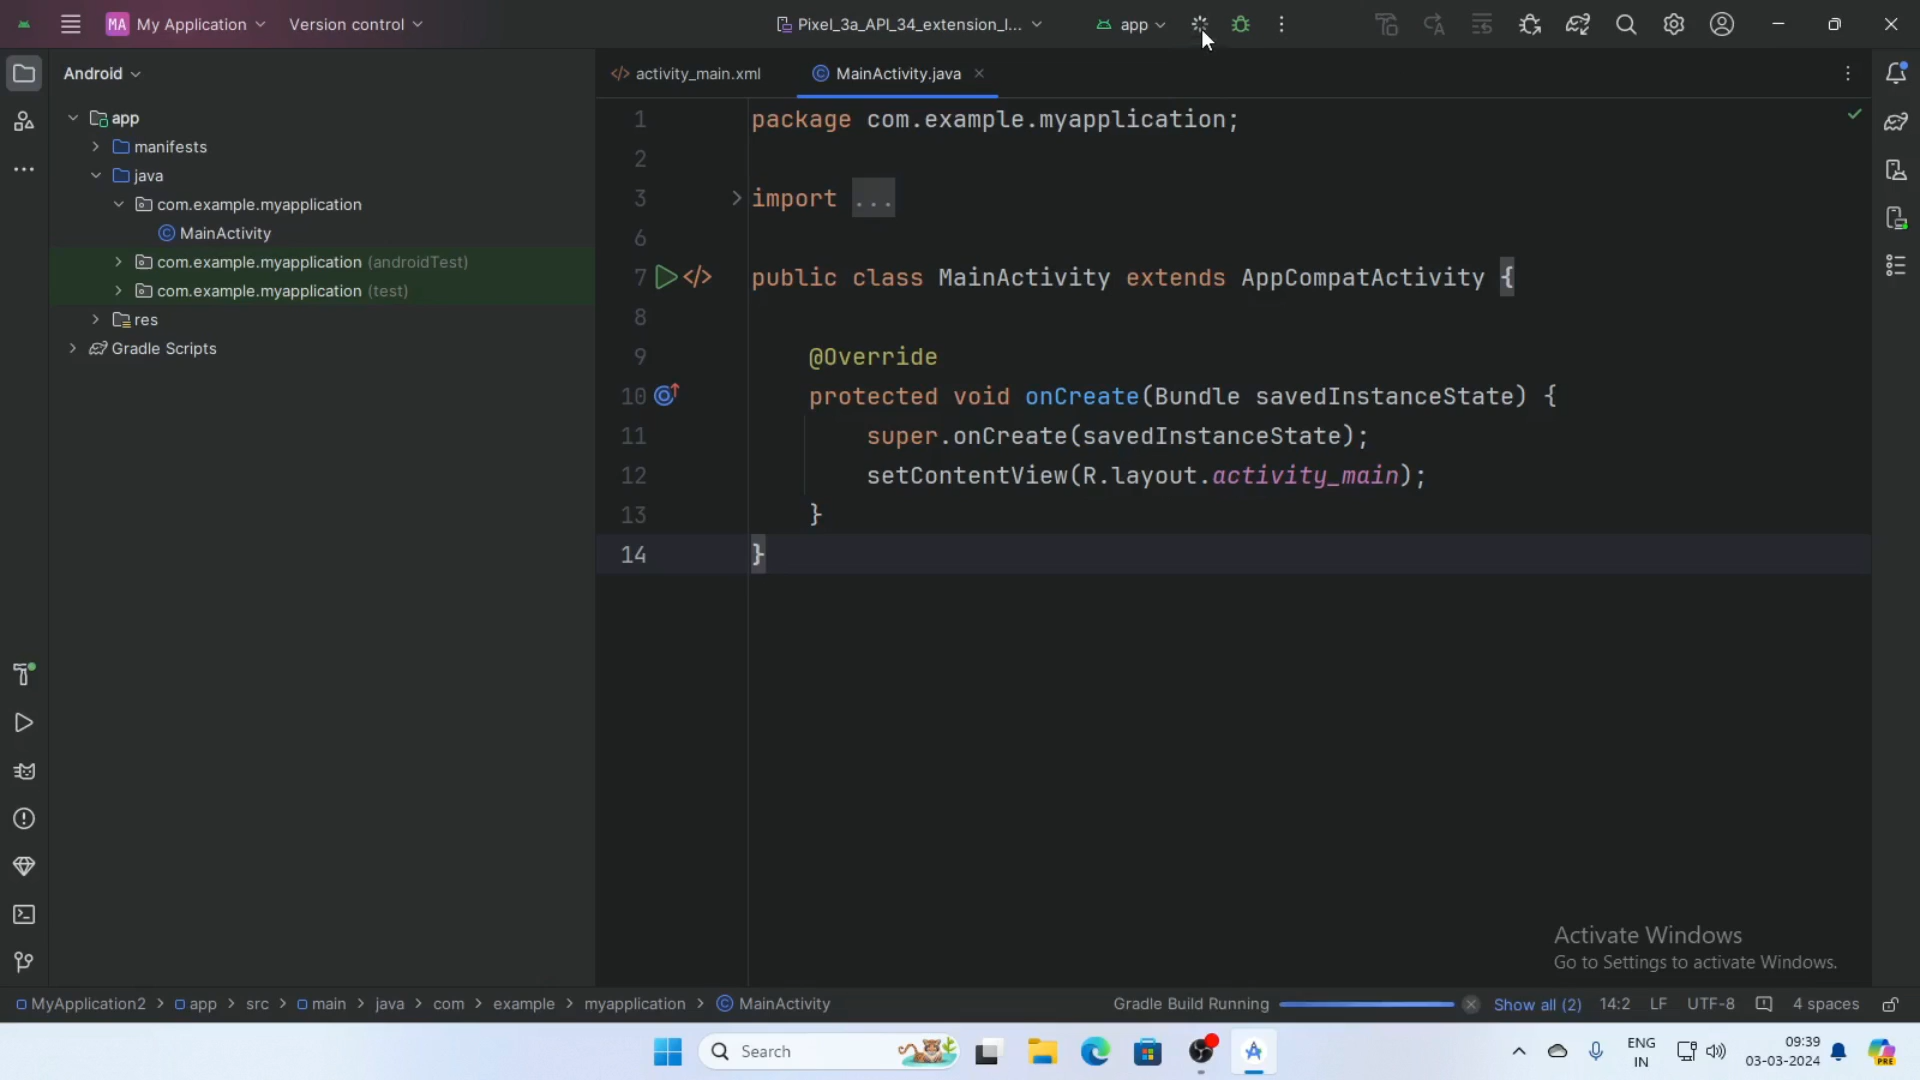 MA My Application Version control Pixel_3a_API_34_extension_l... app
Android
app
manifests
java
com.example.myapplication
MainActivity
com.example.myapplication (androidTest)
com.example.myapplication (test)
res
Gradle Scripts
activity_main.xml MainActivity.java
1 package com.example.myapplication;
2
3 import ...
6
7 public class MainActivity extends AppCompatActivity {
8
9 @Override
10 protected void onCreate(Bundle savedInstanceState) {
11 super.onCreate(savedInstanceState);
12 setContentView(R.layout.activity_main);
13 }
14 }
Activate Windows
Go to Settings to activate Windows.
MyApplication2 > app > src > main > java > com > example > myapplication > MainActivity Gradle Build Running Show all (2) 14:2 LF UTF-8 4 spaces
Search ENG 09:39
IN 03-03-2024 PRE